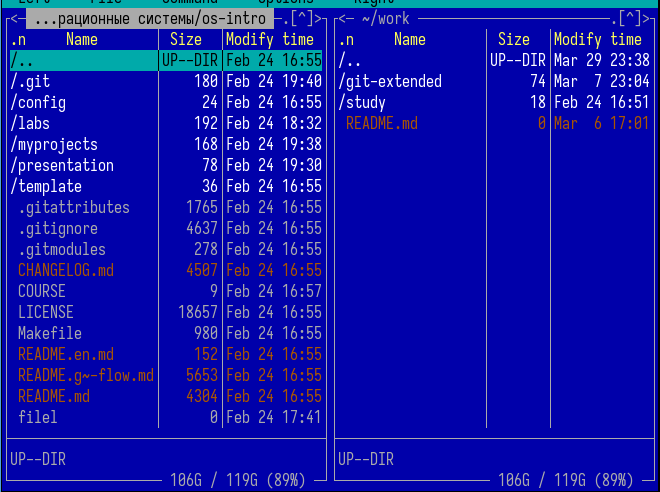 Left File Command Options Right
<— ...рационные системы/os-intro —.[^]>
.n Name Size Modify time
/.. UP--DIR Feb 24 16:55
/.git 180 Feb 24 19:40
/config 24 Feb 24 16:55
/labs 192 Feb 24 18:32
/myprojects 168 Feb 24 19:38
/presentation 78 Feb 24 19:30
/template 36 Feb 24 16:55
.gitattributes 1765 Feb 24 16:55
.gitignore 4637 Feb 24 16:55
.gitmodules 278 Feb 24 16:55
CHANGELOG.md 4507 Feb 24 16:55
COURSE 9 Feb 24 16:57
LICENSE 18657 Feb 24 16:55
Makefile 980 Feb 24 16:55
README.en.md 152 Feb 24 16:55
README.g~-flow.md 5653 Feb 24 16:55
README.md 4304 Feb 24 16:55
filel 0 Feb 24 17:41
UP--DIR
106G / 119G (89%)
<— ~/work —.[^]>
.n Name Size Modify time
/.. UP--DIR Mar 29 23:38
/git-extended 74 Mar 7 23:04
/study 18 Feb 24 16:51
README.md 0 Mar 6 17:01
UP--DIR
106G / 119G (89%)